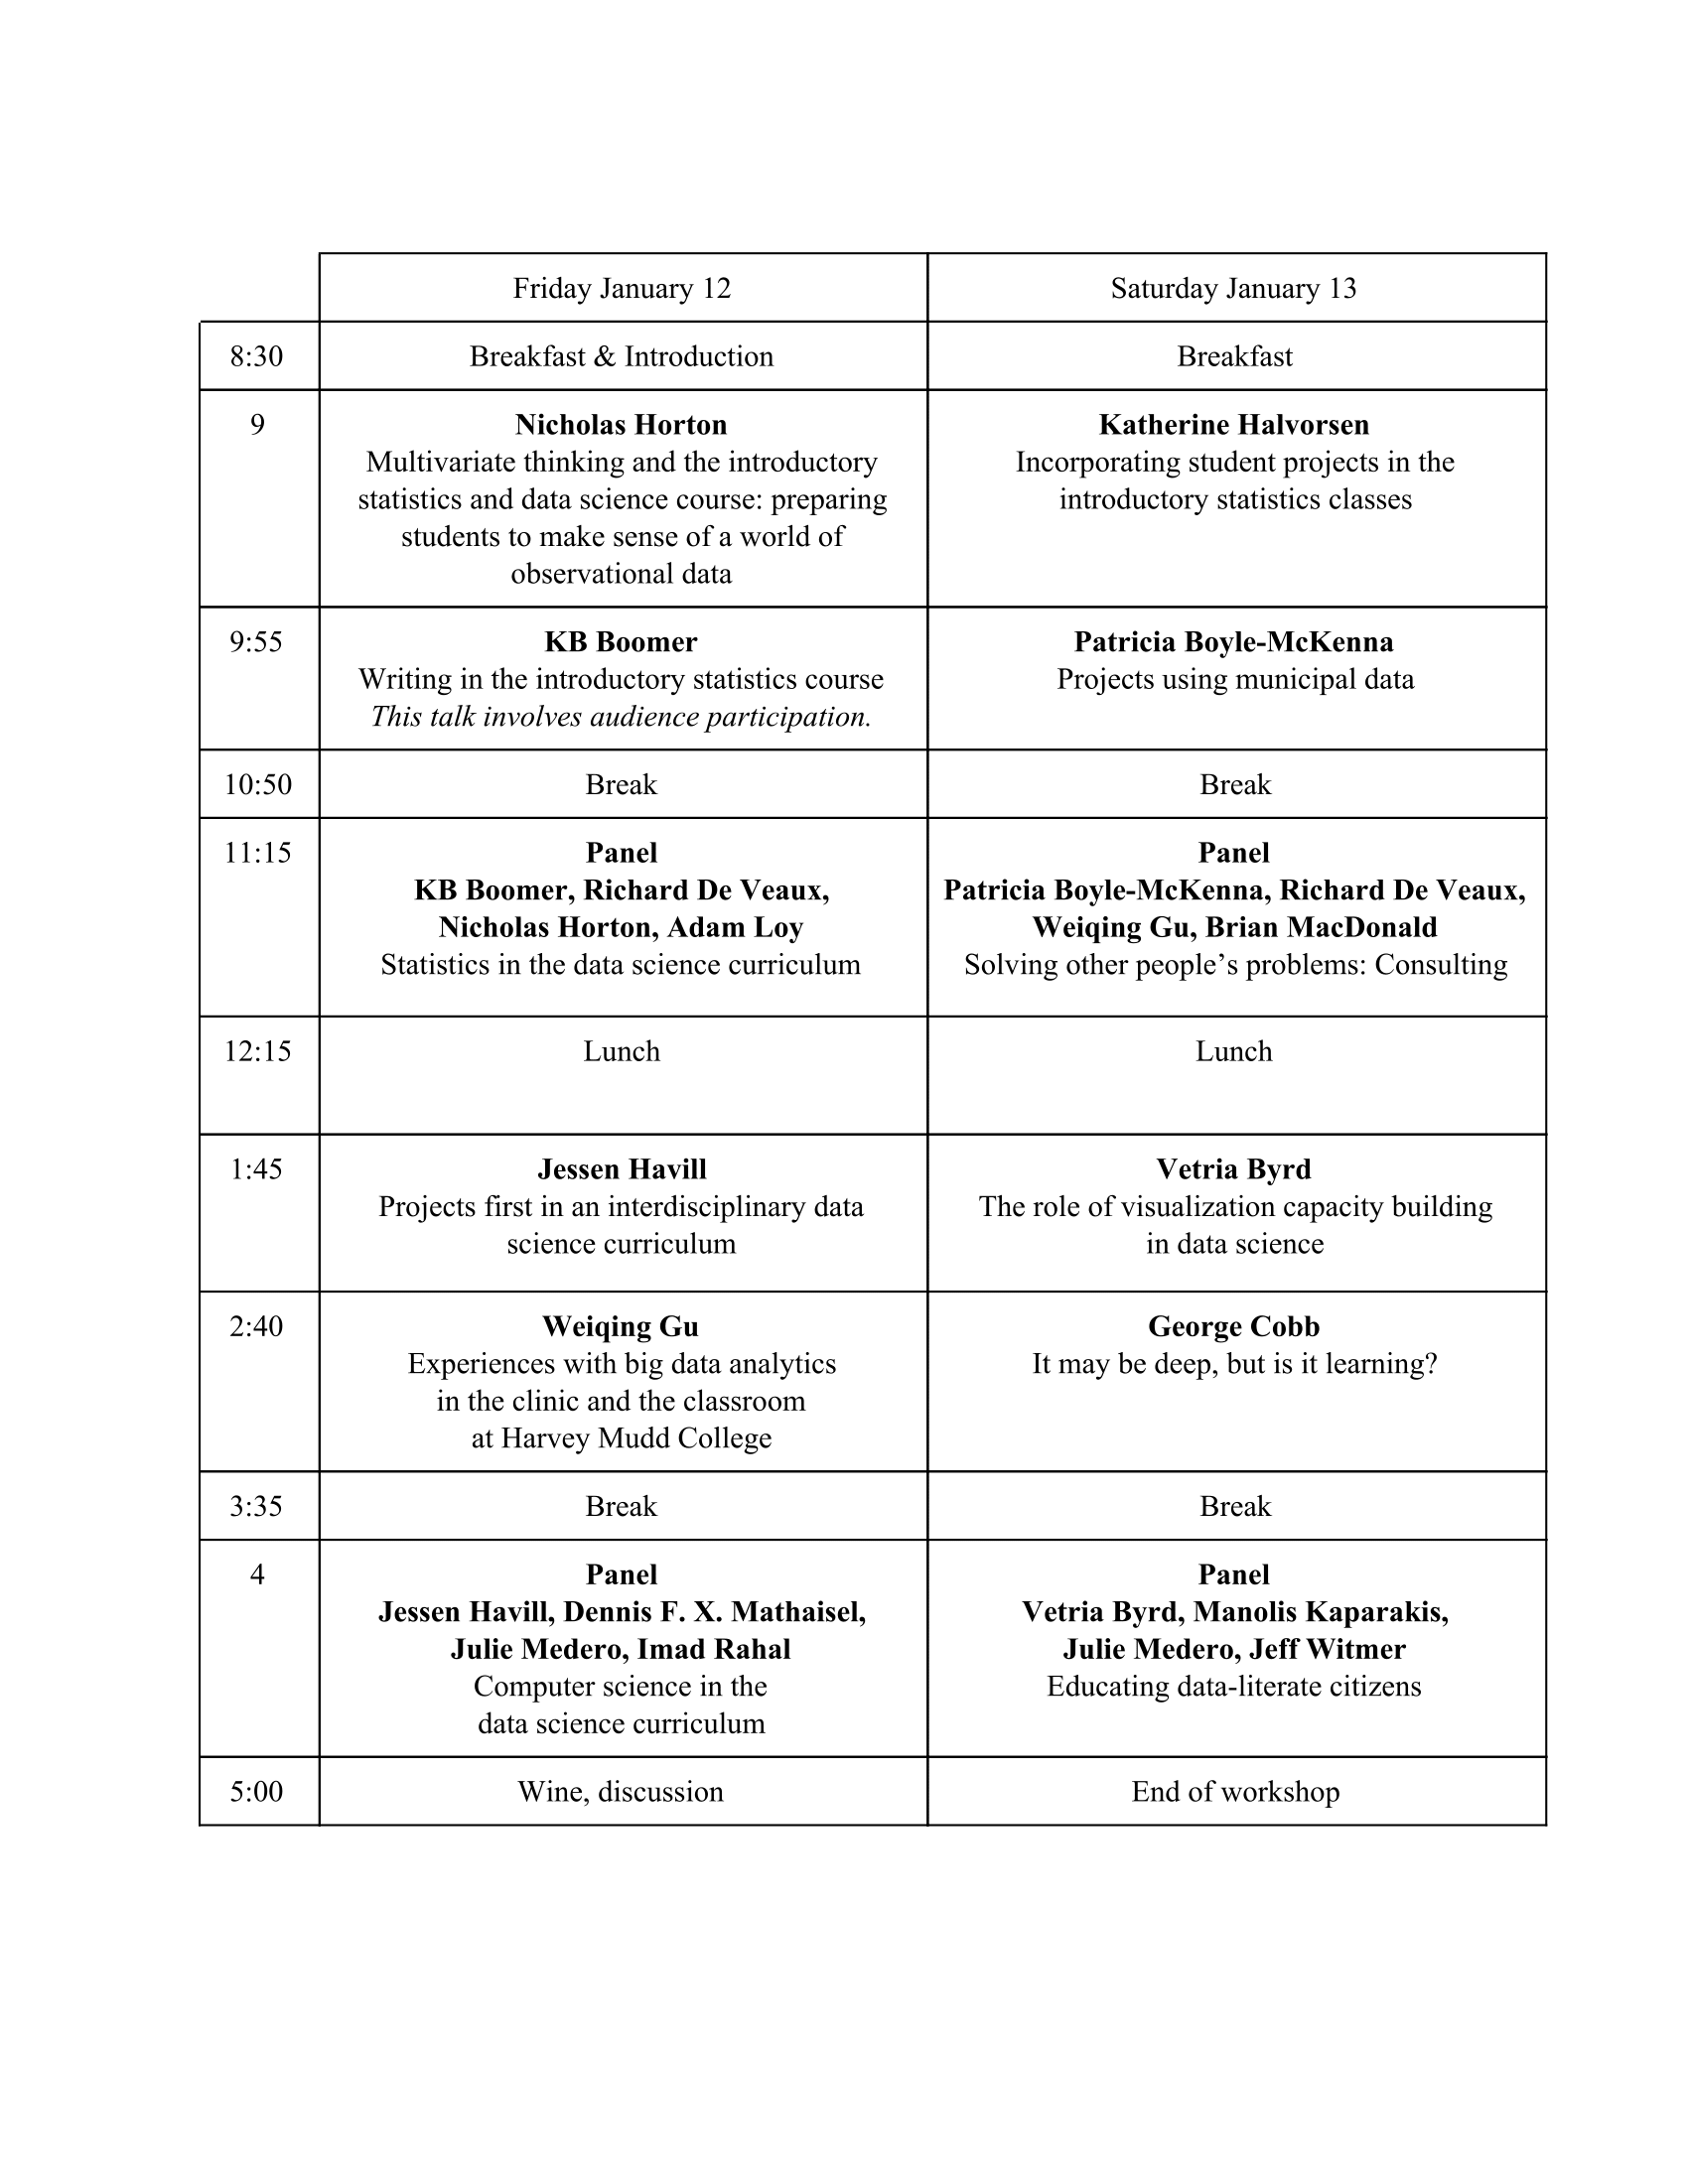 Friday January 12
Saturday January 13
8:30
Breakfast & Introduction
Breakfast
9
Nicholas Horton
Multivariate thinking and the introductory
statistics and data science course: preparing
students to make sense of a world of
observational data
Katherine Halvorsen
Incorporating student projects in the
introductory statistics classes
9:55
KB Boomer
Writing in the introductory statistics course
This talk involves audience participation.
Patricia Boyle-McKenna
Projects using municipal data
10:50
Break
Break
11:15
Panel
KB Boomer, Richard De Veaux,
Nicholas Horton, Adam Loy
Statistics in the data science curriculum
Panel
Patricia Boyle-McKenna, Richard De Veaux,
Weiqing Gu, Brian MacDonald
Solving other people’s problems: Consulting
12:15
Lunch
Lunch
1:45
Jessen Havill
Projects first in an interdisciplinary data
science curriculum
Vetria Byrd
The role of visualization capacity building
in data science
2:40
Weiqing Gu
Experiences with big data analytics
in the clinic and the classroom
at Harvey Mudd College
George Cobb
It may be deep, but is it learning?
3:35
Break
Break
4
Panel
Jessen Havill, Dennis F. X. Mathaisel,
Julie Medero, Imad Rahal
Computer science in the
data science curriculum
Panel
Vetria Byrd, Manolis Kaparakis,
Julie Medero, Jeff Witmer
Educating data-literate citizens
5:00
Wine, discussion
End of workshop